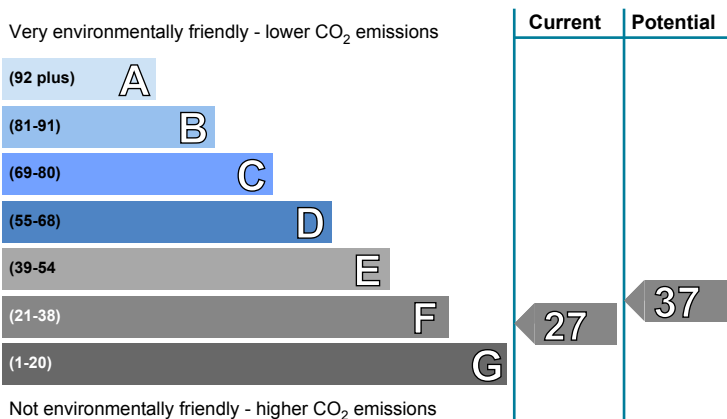 Very environmentally friendly - lower CO₂ emissions
Current
Potential
(92 plus) A
(81-91) B
(69-80) C
(55-68) D
(39-54 E
(21-38) F
(1-20) G
27
37
Not environmentally friendly - higher CO₂ emissions